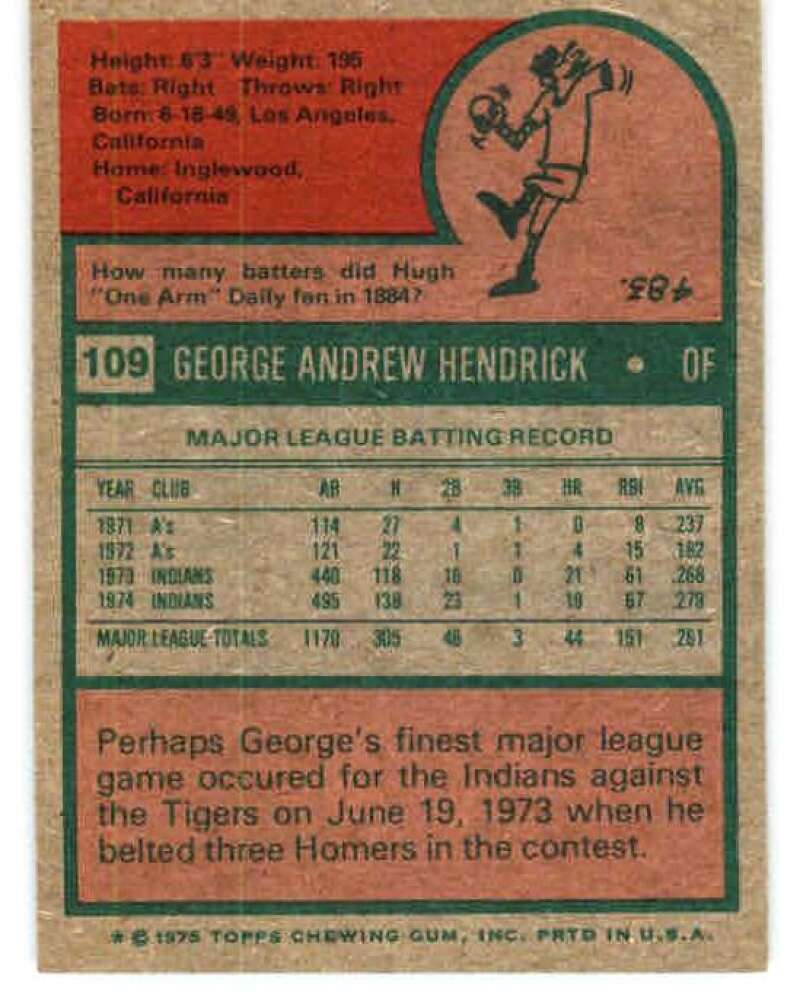 Height: 6'3" Weight: 195
Bats: Right Throws: Right
Born: 6-18-49, Los Angeles,
California
Home: Inglewood,
California
How many batters did Hugh
"One Arm" Daily fan in 1884?
483.
109 GEORGE ANDREW HENDRICK • OF
MAJOR LEAGUE BATTING RECORD
YEAR CLUB AB H 2B 3B HR RBI AVG
1971 A's 114 27 4 1 0 8 .237
1972 A's 121 22 1 1 4 15 .182
1973 INDIANS 440 118 18 0 21 61 .268
1974 INDIANS 495 138 23 1 19 67 .279
MAJOR LEAGUE TOTALS 1170 305 46 3 44 151 .261
Perhaps George's finest major league
game occured for the Indians against
the Tigers on June 19, 1973 when he
belted three Homers in the contest.
* © 1975 TOPPS CHEWING GUM, INC. PRTD IN U.S.A.